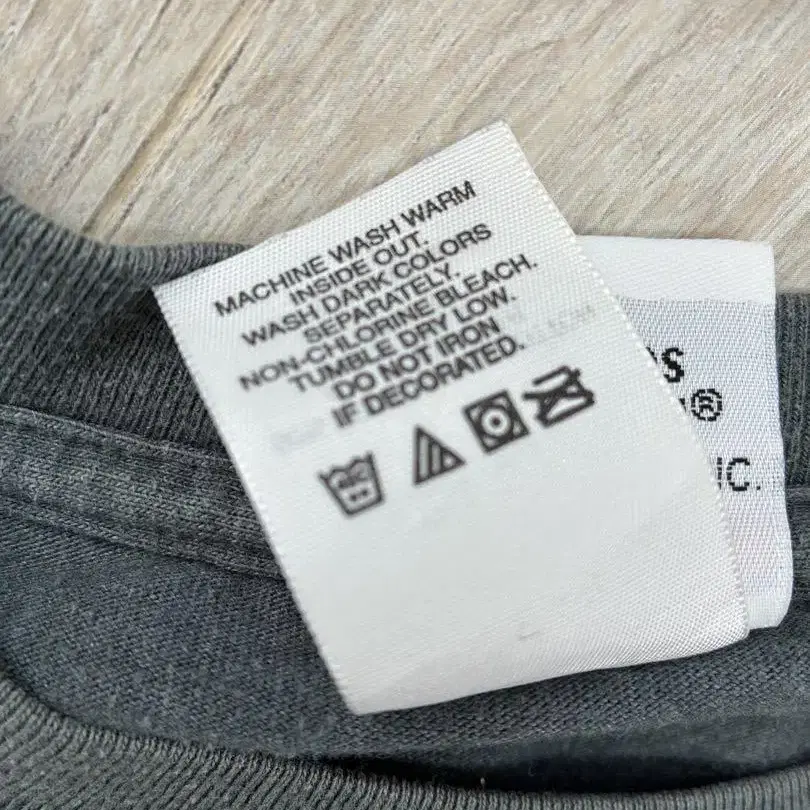 MACHINE WASH WARM
INSIDE OUT.
WASH DARK COLORS
SEPARATELY.
NON-CHLORINE BLEACH.
TUMBLE DRY LOW.
DO NOT IRON
IF DECORATED.
®